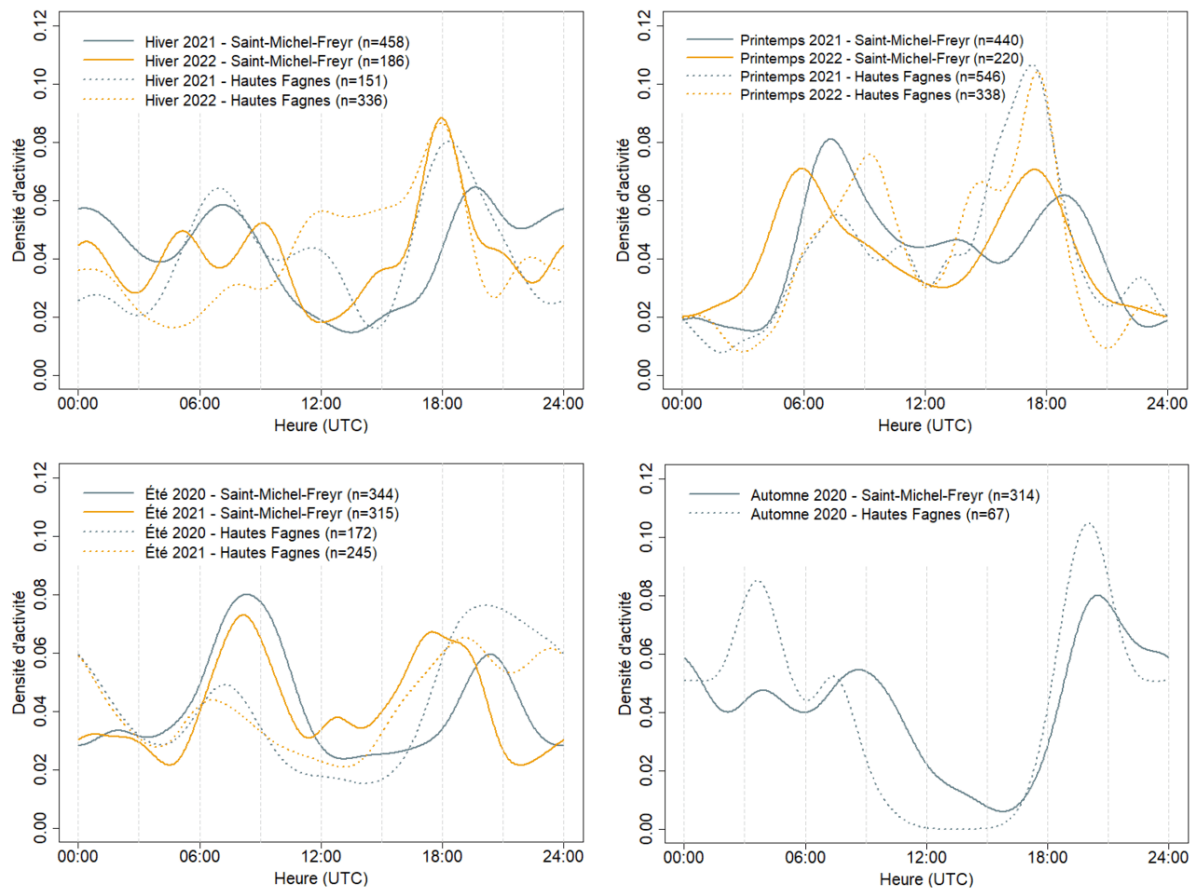 0.12
0.10
0.08
0.06
0.04
0.02
0.00
Densité d'activité
Hiver 2021 - Saint-Michel-Freyr (n=458)
Hiver 2022 - Saint-Michel-Freyr (n=186)
Hiver 2021 - Hautes Fagnes (n=151)
Hiver 2022 - Hautes Fagnes (n=336)
00:00 06:00 12:00 18:00 24:00
Heure (UTC)
0.12
0.10
0.08
0.06
0.04
0.02
0.00
Densité d'activité
Printemps 2021 - Saint-Michel-Freyr (n=440)
Printemps 2022 - Saint-Michel-Freyr (n=220)
Printemps 2021 - Hautes Fagnes (n=546)
Printemps 2022 - Hautes Fagnes (n=338)
00:00 06:00 12:00 18:00 24:00
Heure (UTC)
0.12
0.10
0.08
0.06
0.04
0.02
0.00
Densité d'activité
Été 2020 - Saint-Michel-Freyr (n=344)
Été 2021 - Saint-Michel-Freyr (n=315)
Été 2020 - Hautes Fagnes (n=172)
Été 2021 - Hautes Fagnes (n=245)
00:00 06:00 12:00 18:00 24:00
Heure (UTC)
0.12
0.10
0.08
0.06
0.04
0.02
0.00
Densité d'activité
Automne 2020 - Saint-Michel-Freyr (n=314)
Automne 2020 - Hautes Fagnes (n=67)
00:00 06:00 12:00 18:00 24:00
Heure (UTC)